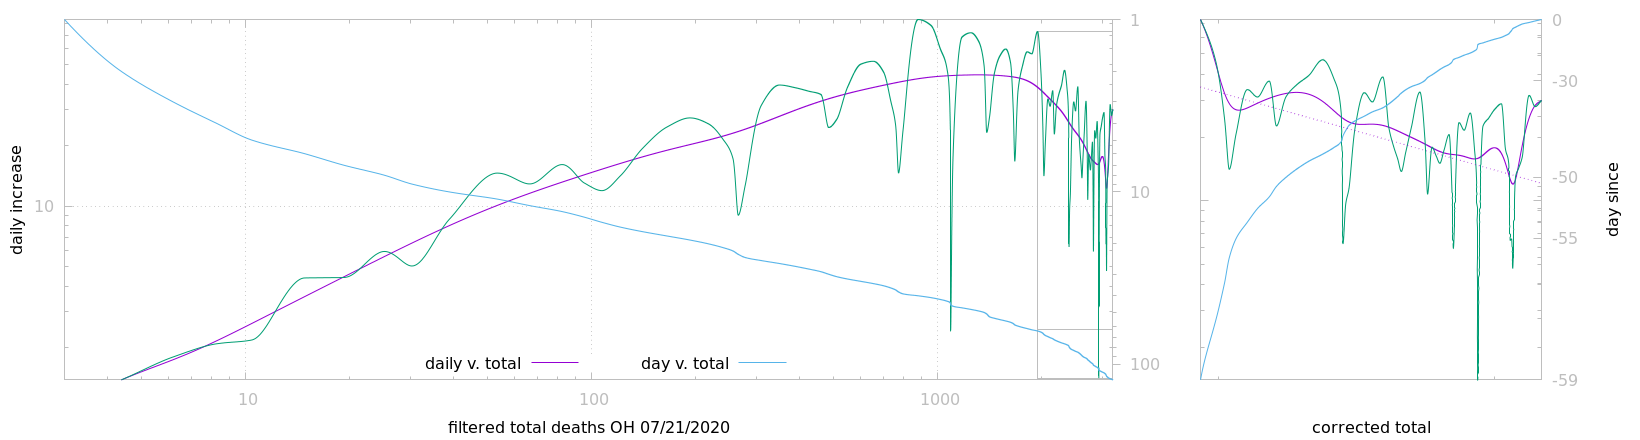 daily increase
10
daily v. total
day v. total
10
100
1000
1
10
100
filtered total deaths OH 07/21/2020
0
-30
-50
-55
-59
day since
corrected total